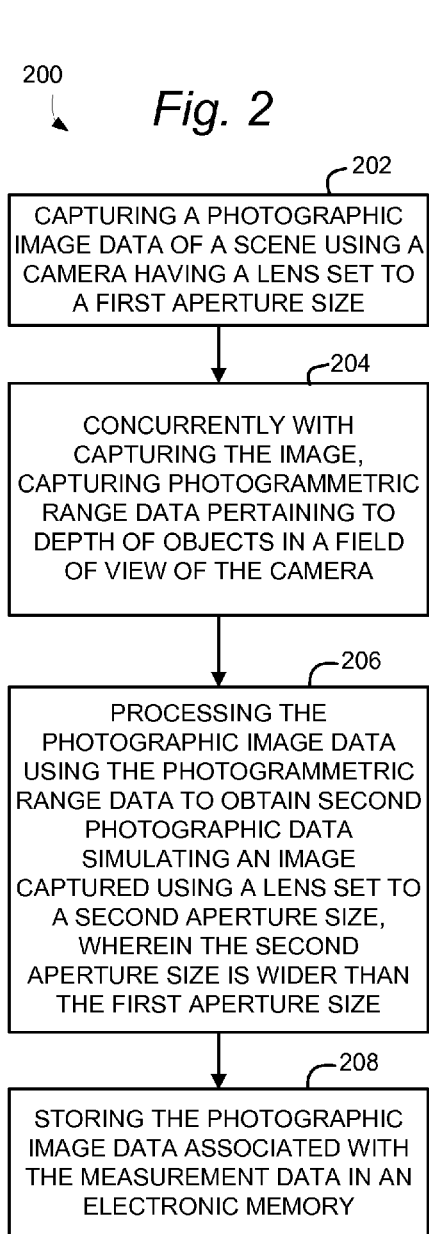 200
Fig. 2
202
CAPTURING A PHOTOGRAPHIC
IMAGE DATA OF A SCENE USING A
CAMERA HAVING A LENS SET TO
A FIRST APERTURE SIZE
204
CONCURRENTLY WITH
CAPTURING THE IMAGE,
CAPTURING PHOTOGRAMMETRIC
RANGE DATA PERTAINING TO
DEPTH OF OBJECTS IN A FIELD
OF VIEW OF THE CAMERA
206
PROCESSING THE
PHOTOGRAPHIC IMAGE DATA
USING THE PHOTOGRAMMETRIC
RANGE DATA TO OBTAIN SECOND
PHOTOGRAPHIC DATA
SIMULATING AN IMAGE
CAPTURED USING A LENS SET TO
A SECOND APERTURE SIZE,
WHEREIN THE SECOND
APERTURE SIZE IS WIDER THAN
THE FIRST APERTURE SIZE
208
STORING THE PHOTOGRAPHIC
IMAGE DATA ASSOCIATED WITH
THE MEASUREMENT DATA IN AN
ELECTRONIC MEMORY